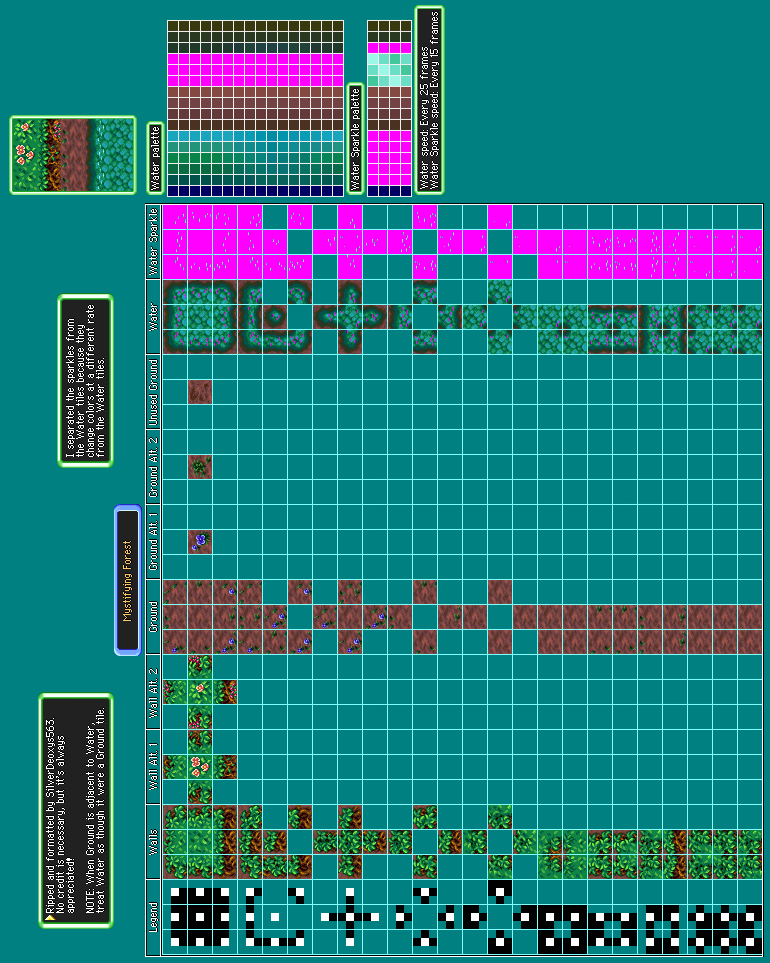 Ripped and formatted by SilverDeoxys563.
No credit is necessary, but it's always
appreciated!
NOTE: When Ground is adjacent to Water,
treat Water as though it were a Ground tile.
Mystifying Forest
I separated the sparkles from
the Water tiles because they
change colors at a different rate
from the Water tiles.
Legend
Walls
Wall Alt. 1
Wall Alt. 2
Ground
Ground Alt. 1
Ground Alt. 2
Unused Ground
Water
Water Sparkle
Water palette
Water Sparkle palette
Water speed: Every 25 frames
Water Sparkle speed: Every 15 frames